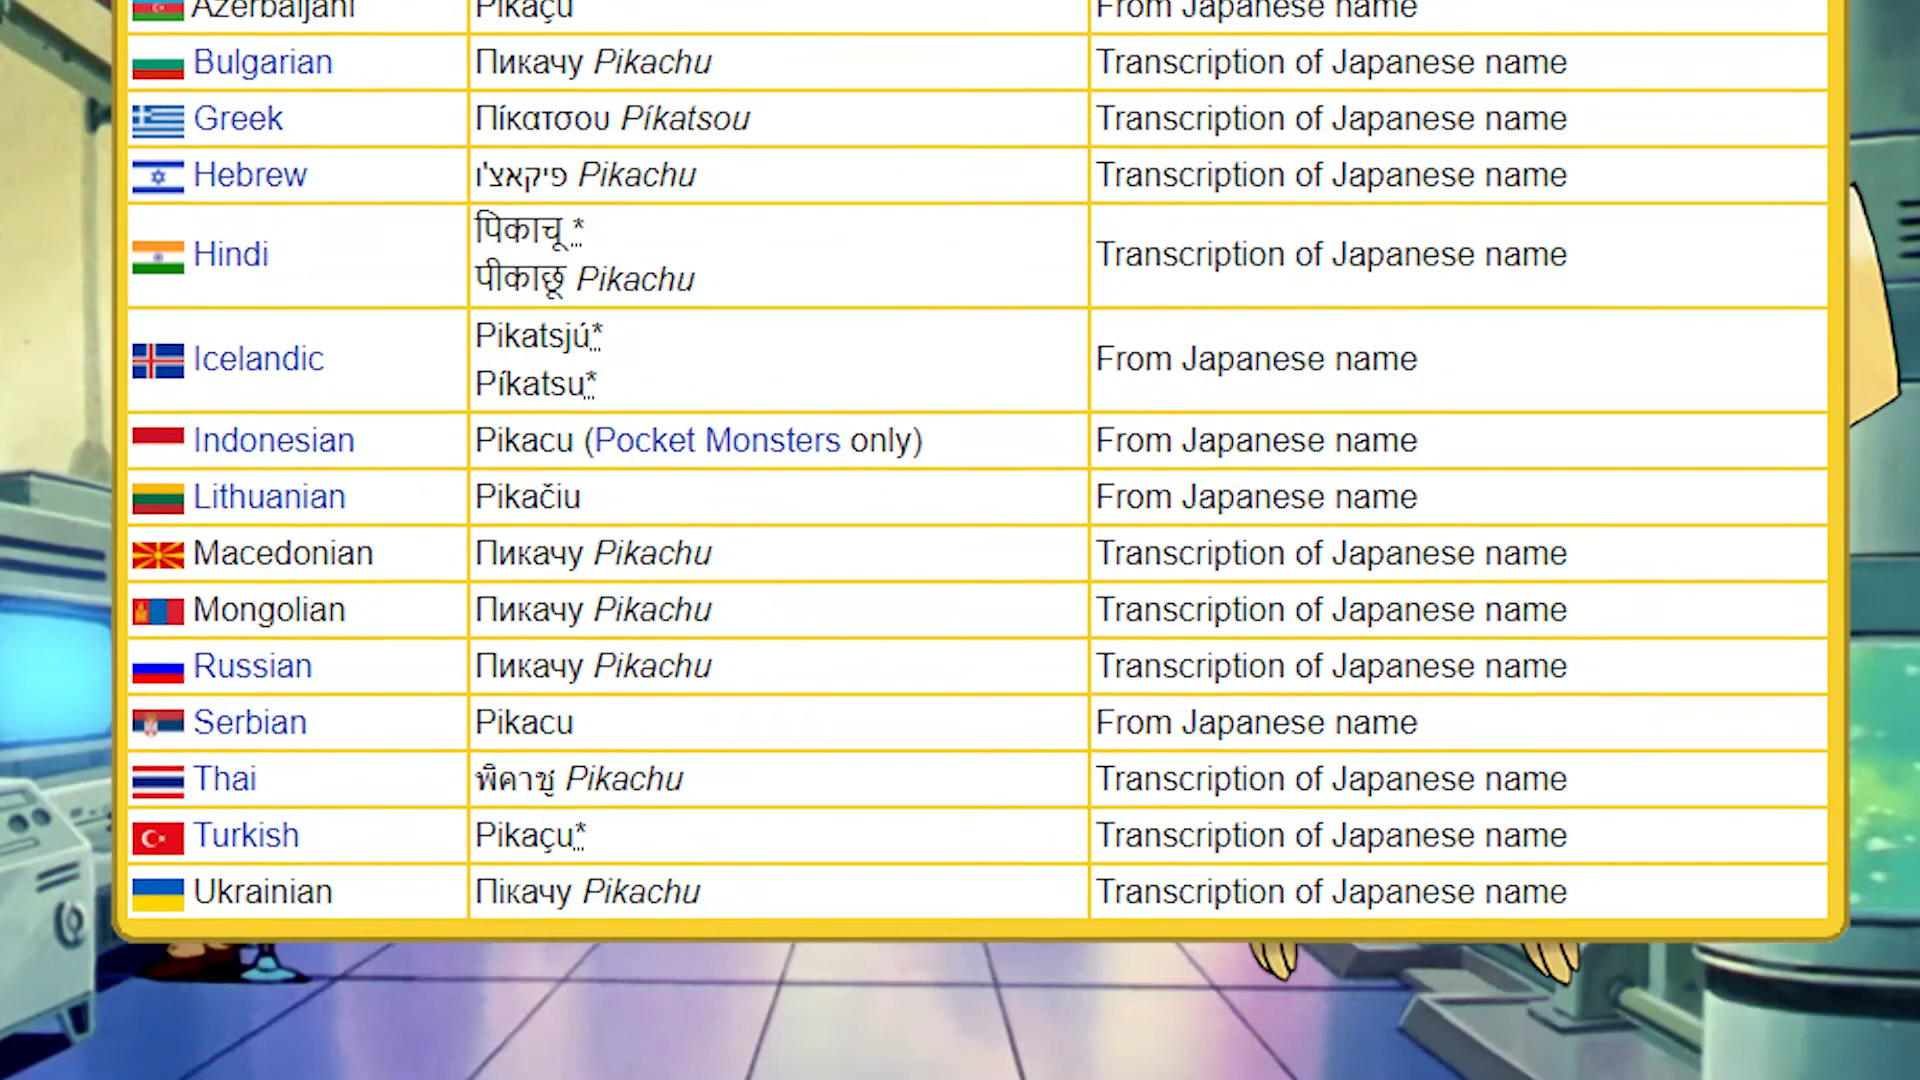 Azerbaijani Pikaçu From Japanese name
Bulgarian Пикачу Pikachu Transcription of Japanese name
Greek Πίκατσου Píkatsou Transcription of Japanese name
Hebrew פיקאצ'ו Pikachu Transcription of Japanese name
Hindi पिकाचू * Transcription of Japanese name
पीकाछू Pikachu
Icelandic Pikatsjú* From Japanese name
Píkatsu*
Indonesian Pikacu (Pocket Monsters only) From Japanese name
Lithuanian Pikačiu From Japanese name
Macedonian Пикачу Pikachu Transcription of Japanese name
Mongolian Пикачу Pikachu Transcription of Japanese name
Russian Пикачу Pikachu Transcription of Japanese name
Serbian Pikacu From Japanese name
Thai พิคาชู Pikachu Transcription of Japanese name
Turkish Pikaçu* Transcription of Japanese name
Ukrainian Пікачу Pikachu Transcription of Japanese name